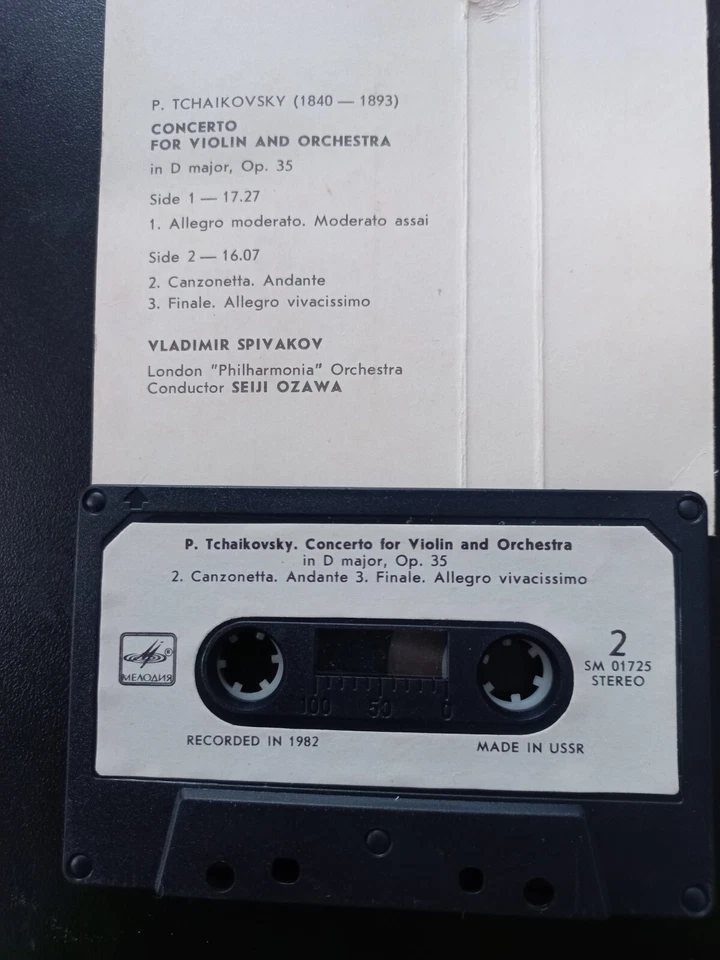 P. TCHAIKOVSKY (1840 — 1893)
CONCERTO
FOR VIOLIN AND ORCHESTRA
in D major, Op. 35
Side 1 — 17.27
1. Allegro moderato. Moderato assai
Side 2 — 16.07
2. Canzonetta. Andante
3. Finale. Allegro vivacissimo
VLADIMIR SPIVAKOV
London "Philharmonia" Orchestra
Conductor SEIJI OZAWA
P. Tchaikovsky. Concerto for Violin and Orchestra
in D major, Op. 35
2. Canzonetta. Andante 3. Finale. Allegro vivacissimo
МЕЛОДИЯ
®
2
SM 01725
STEREO
100 50 0
RECORDED IN 1982
MADE IN USSR